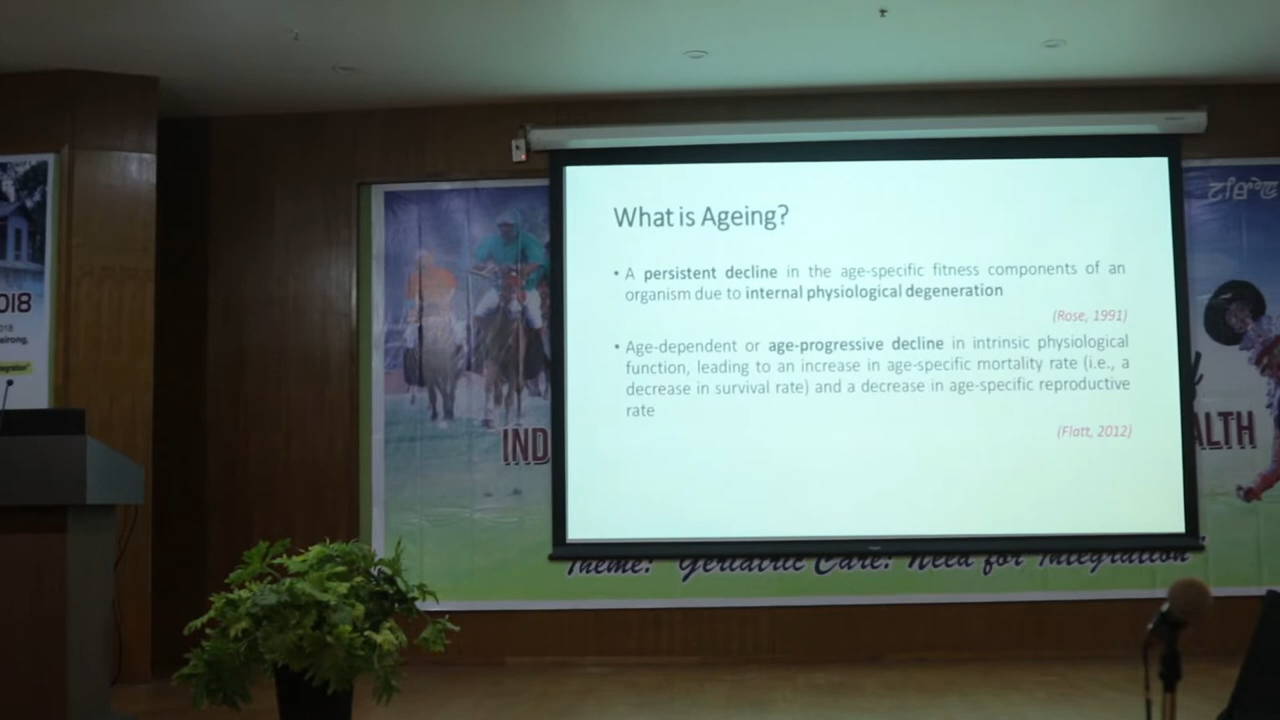 What is Ageing?
• A persistent decline in the age-specific fitness components of an
organism due to internal physiological degeneration
(Rose, 1991)
• Age-dependent or age-progressive decline in intrinsic physiological
function, leading to an increase in age-specific mortality rate (i.e., a
decrease in survival rate) and a decrease in age-specific reproductive
rate
(Flatt, 2012)
IND
ALTH
Theme: "Geriatric Care: Need for Integration"
018
2018
eirong,
tegration"